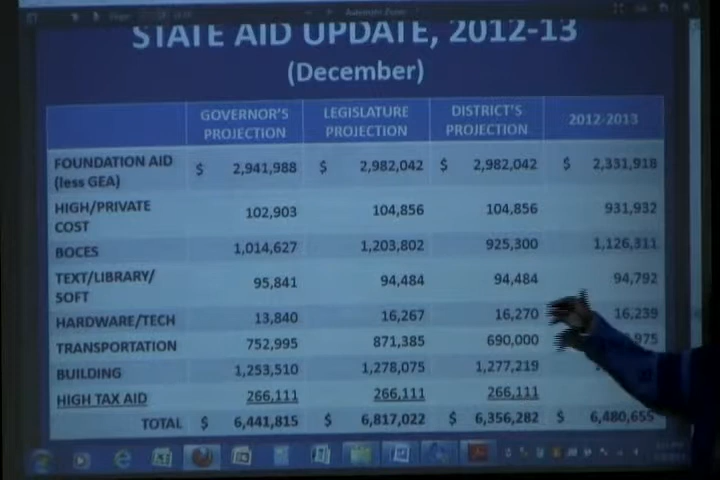 STATE AID UPDATE, 2012-13
(December)
GOVERNOR'S PROJECTION LEGISLATURE PROJECTION DISTRICT'S PROJECTION 2012-2013
FOUNDATION AID (less GEA) $ 2,941,988 $ 2,982,042 $ 2,982,042 $ 2,331,918
HIGH/PRIVATE COST 102,903 104,856 104,856 931,932
BOCES 1,014,627 1,203,802 925,300 1,126,311
TEXT/LIBRARY/SOFT 95,841 94,484 94,484 94,792
HARDWARE/TECH 13,840 16,267 16,270 16,239
TRANSPORTATION 752,995 871,385 690,000 975
BUILDING 1,253,510 1,278,075 1,277,219
HIGH TAX AID 266,111 266,111 266,111
TOTAL $ 6,441,815 $ 6,817,022 $ 6,356,282 $ 6,480,655